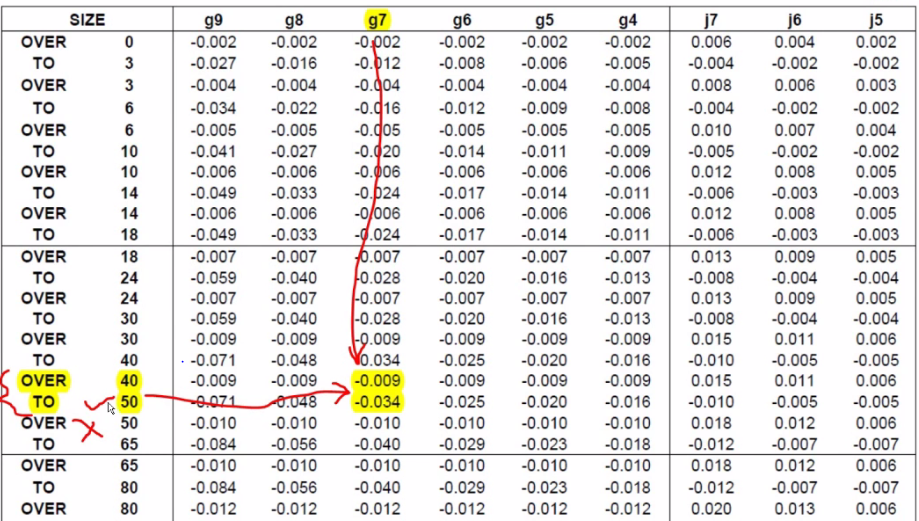 SIZE g9 g8 g7 g6 g5 g4 j7 j6 j5
OVER 0 -0.002 -0.002 -0.002 -0.002 -0.002 -0.002 0.006 0.004 0.002
TO 3 -0.027 -0.016 -0.012 -0.008 -0.006 -0.005 -0.004 -0.002 -0.002
OVER 3 -0.004 -0.004 -0.004 -0.004 -0.004 -0.004 0.008 0.006 0.003
TO 6 -0.034 -0.022 -0.016 -0.012 -0.009 -0.008 -0.004 -0.002 -0.002
OVER 6 -0.005 -0.005 -0.005 -0.005 -0.005 -0.005 0.010 0.007 0.004
TO 10 -0.041 -0.027 -0.020 -0.014 -0.011 -0.009 -0.005 -0.002 -0.002
OVER 10 -0.006 -0.006 -0.006 -0.006 -0.006 -0.006 0.012 0.008 0.005
TO 14 -0.049 -0.033 -0.024 -0.017 -0.014 -0.011 -0.006 -0.003 -0.003
OVER 14 -0.006 -0.006 -0.006 -0.006 -0.006 -0.006 0.012 0.008 0.005
TO 18 -0.049 -0.033 -0.024 -0.017 -0.014 -0.011 -0.006 -0.003 -0.003
OVER 18 -0.007 -0.007 -0.007 -0.007 -0.007 -0.007 0.013 0.009 0.005
TO 24 -0.059 -0.040 -0.028 -0.020 -0.016 -0.013 -0.008 -0.004 -0.004
OVER 24 -0.007 -0.007 -0.007 -0.007 -0.007 -0.007 0.013 0.009 0.005
TO 30 -0.059 -0.040 -0.028 -0.020 -0.016 -0.013 -0.008 -0.004 -0.004
OVER 30 -0.009 -0.009 -0.009 -0.009 -0.009 -0.009 0.015 0.011 0.006
TO 40 -0.071 -0.048 -0.034 -0.025 -0.020 -0.016 -0.010 -0.005 -0.005
OVER 40 -0.009 -0.009 -0.009 -0.009 -0.009 -0.009 0.015 0.011 0.006
TO 50 -0.071 -0.048 -0.034 -0.025 -0.020 -0.016 -0.010 -0.005 -0.005
OVER 50 -0.010 -0.010 -0.010 -0.010 -0.010 -0.010 0.018 0.012 0.006
TO 65 -0.084 -0.056 -0.040 -0.029 -0.023 -0.018 -0.012 -0.007 -0.007
OVER 65 -0.010 -0.010 -0.010 -0.010 -0.010 -0.010 0.018 0.012 0.006
TO 80 -0.084 -0.056 -0.040 -0.029 -0.023 -0.018 -0.012 -0.007 -0.007
OVER 80 -0.012 -0.012 -0.012 -0.012 -0.012 -0.012 0.020 0.013 0.006